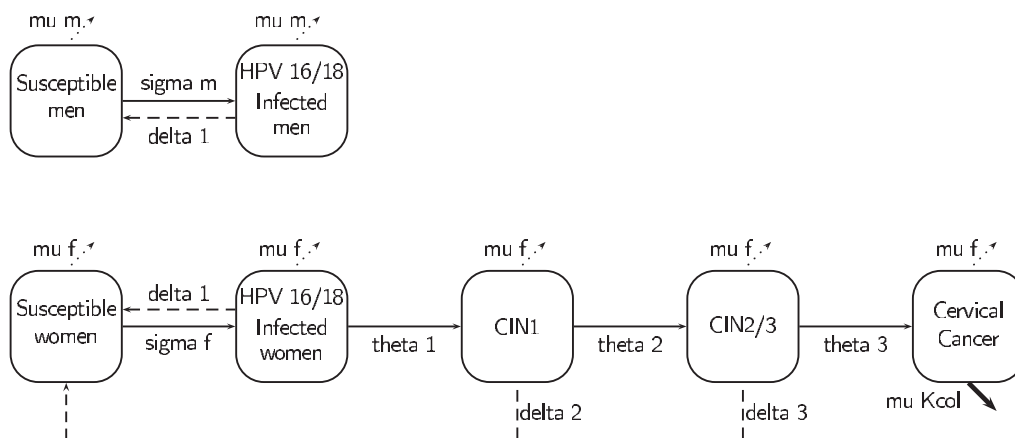 mu m
mu m
Susceptible
men
sigma m
delta 1
HPV 16/18
Infected
men
mu f
mu f
mu f
mu f
mu f
Susceptible
women
delta 1
sigma f
HPV 16/18
Infected
women
theta 1
CIN1
theta 2
CIN2/3
theta 3
Cervical
Cancer
delta 2
delta 3
mu Kcol